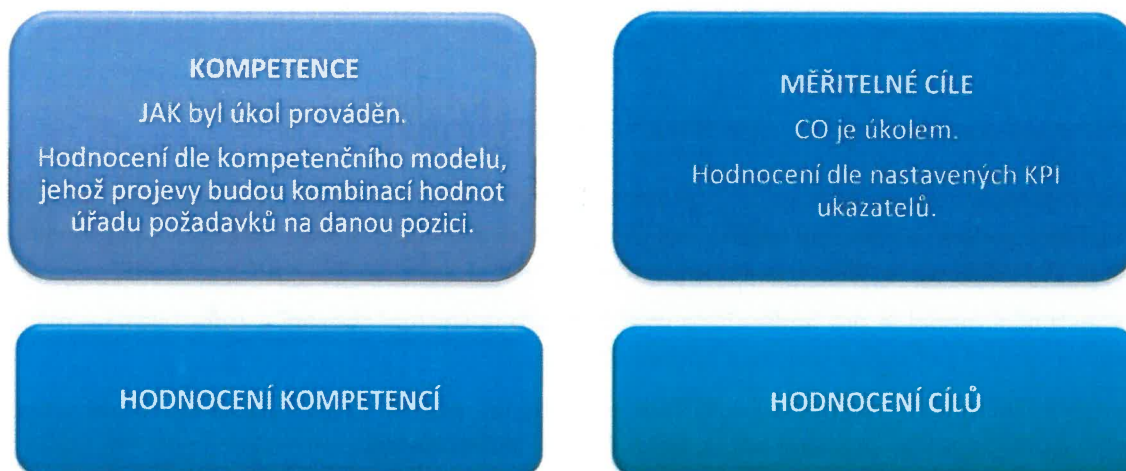 KOMPETENCE
JAK byl úkol prováděn.
Hodnocení dle kompetenčního modelu,
jehož projevy budou kombinací hodnot
úřadu požadavků na danou pozici.
MĚŘITELNÉ CÍLE
CO je úkolem.
Hodnocení dle nastavených KPI
ukazatelů.
HODNOCENÍ KOMPETENCÍ
HODNOCENÍ CÍLŮ